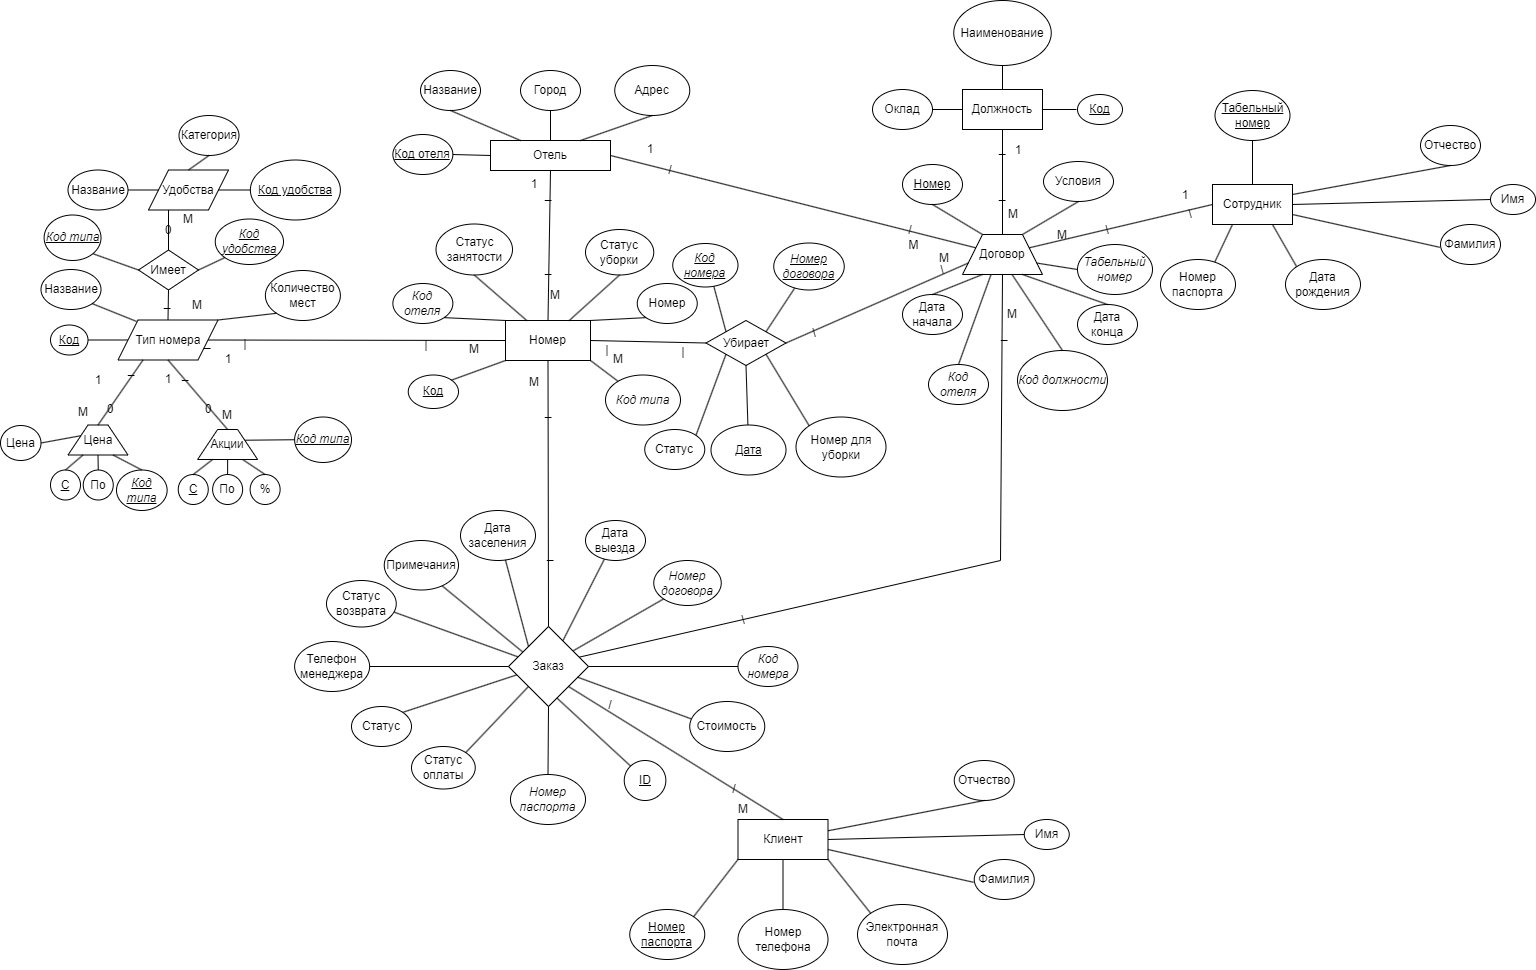 Наименование
Оклад
Должность
Код
1
Название
Город
Адрес
Код отеля
Отель
1
1
Табельный
номер
Отчество
Имя
Фамилия
Сотрудник
1
Номер
паспорта
Дата
рождения
Категория
Название
Удобства
Код удобства
M
0
Код типа
Код
удобства
Имеет
Название
Количество
мест
M
Код
Тип номера
1
1
1
M
0
0
M
Цена
Цена
Акции
Код типа
С
По
Код
типа
С
По
%
Статус
занятости
Статус
уборки
Код
отеля
Номер
M
Номер
M
M
Код
Код типа
M
Код
номера
Номер
договора
Убирает
Статус
Дата
Номер для
уборки
Номер
Условия
M
M
M
M
Договор
Табельный
номер
Дата
начала
Дата
конца
M
Код
отеля
Код должности
Дата
заселения
Дата
выезда
Примечания
Номер
договора
Статус
возврата
Телефон
менеджера
Заказ
Код
номера
Статус
Стоимость
Статус
оплаты
Номер
паспорта
ID
M
Клиент
Отчество
Имя
Фамилия
Номер
паспорта
Номер
телефона
Электронная
почта